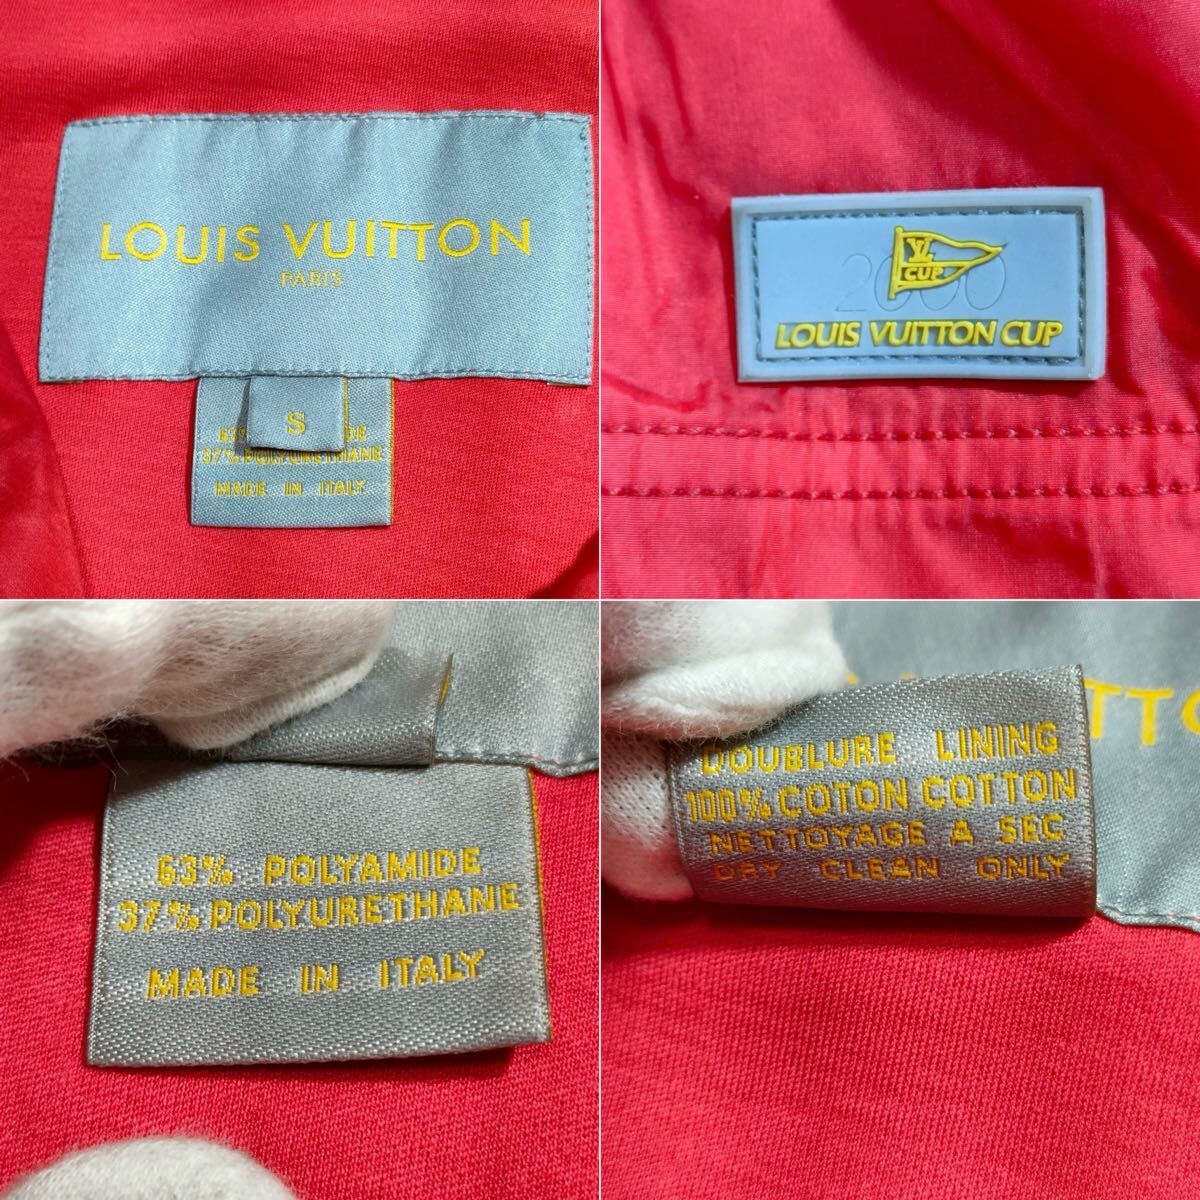 LOUIS VUITTON
PARIS
S
37% POLYURETHANE
MADE IN ITALY
2000
LV
CUP
LOUIS VUITTON CUP
63% POLYAMIDE
37% POLYURETHANE
MADE IN ITALY
DOUBLURE LINING
100% COTON COTTON
NETTOYAGE A SEC
DRY CLEAN ONLY